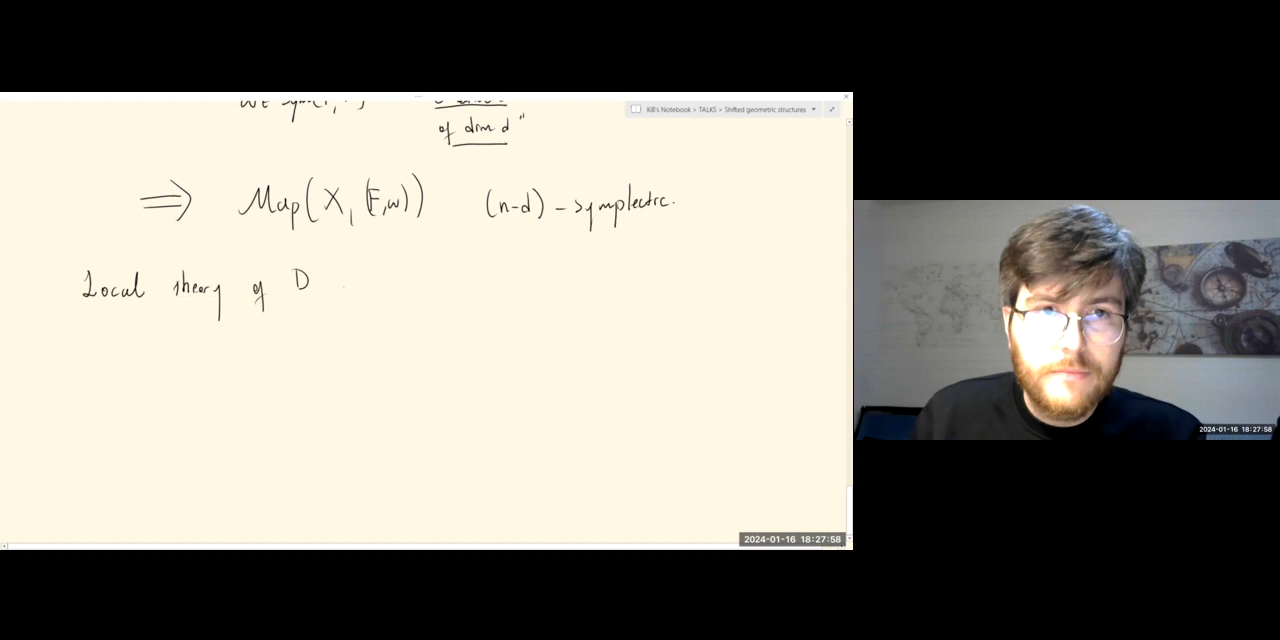 KiB's Notebook > TALKS > Shifted geometric structures
of dim d"
⟹ Map(X, (F,ω)) (n-d) - symplectic.
Local theory of D
2024-01-16 18:27:58
2024-01-16 18:27:58